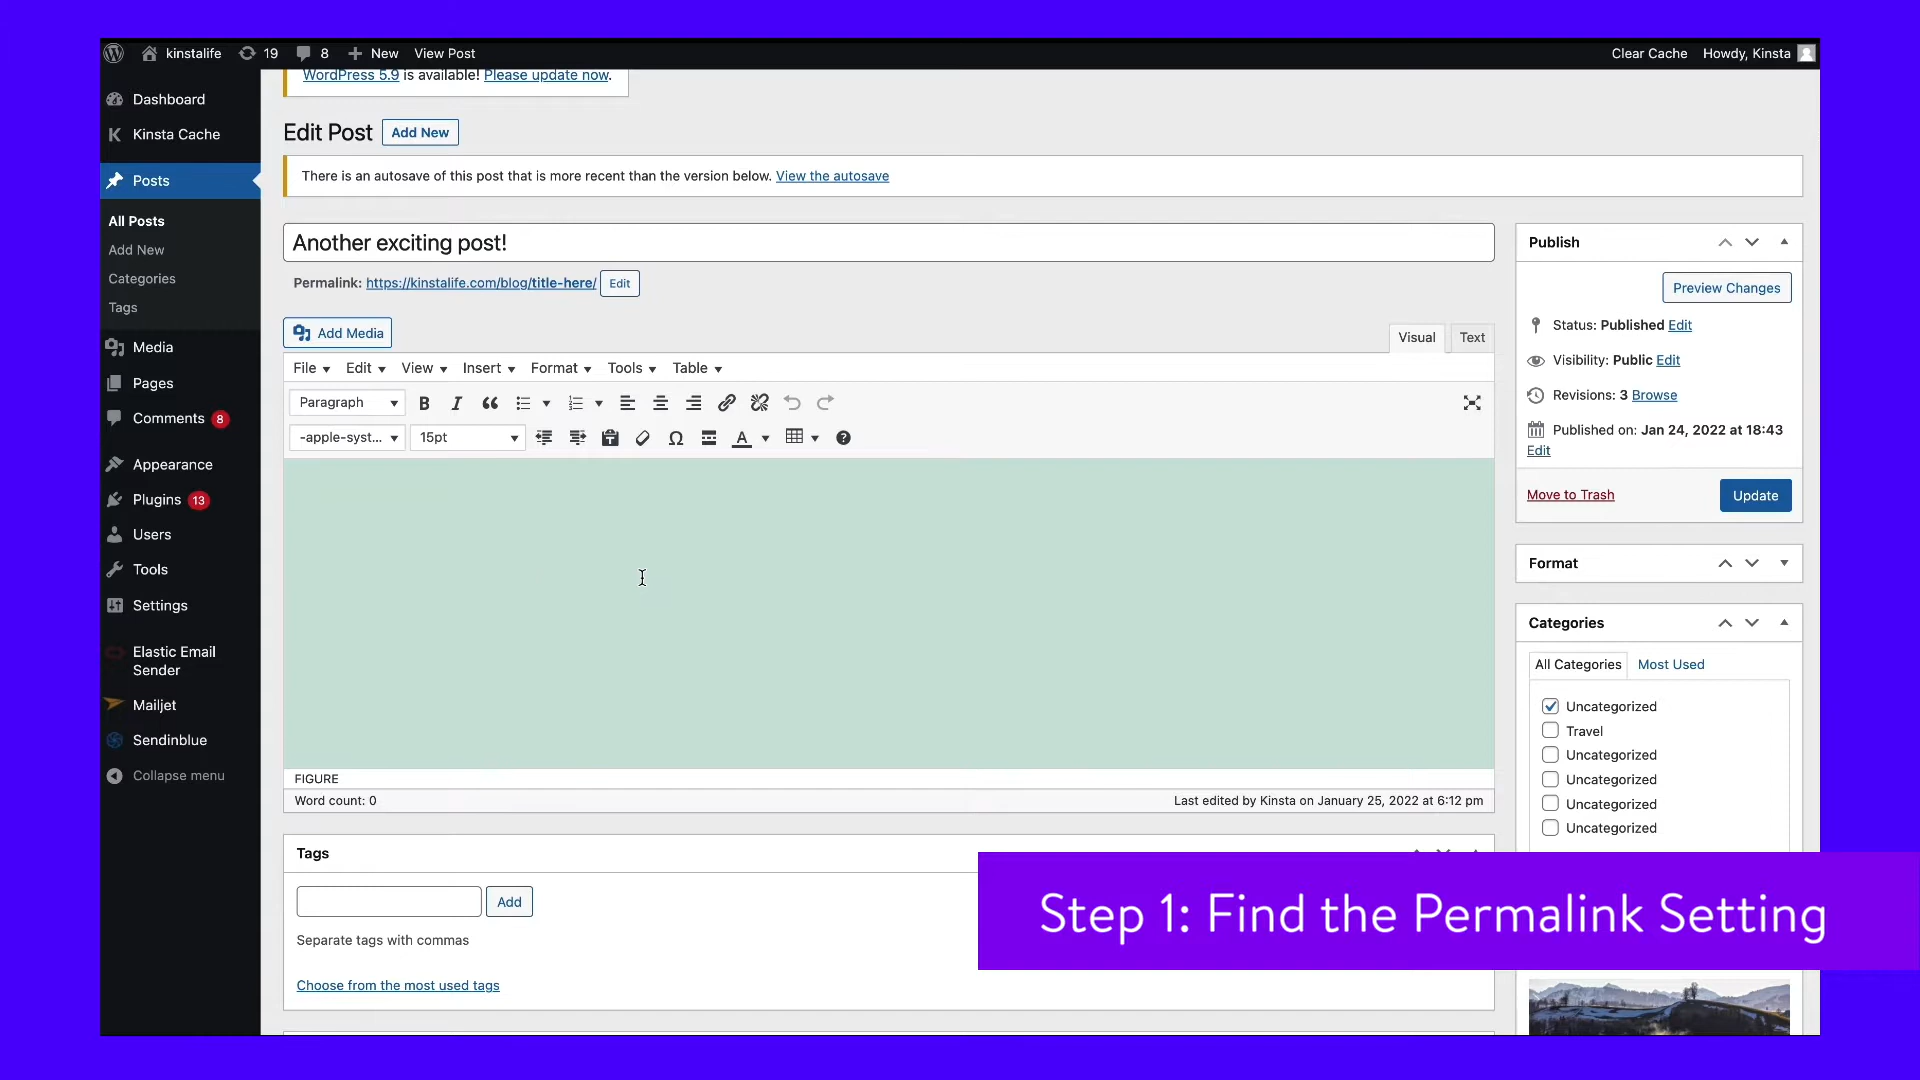 kinstalife 19 8 New View Post Clear Cache Howdy, Kinsta
WordPress 5.9 is available! Please update now.
Dashboard
Kinsta Cache
Posts
All Posts
Add New
Categories
Tags
Media
Pages
Comments 8
Appearance
Plugins 13
Users
Tools
Settings
Elastic Email
Sender
Mailjet
Sendinblue
Collapse menu
Edit Post Add New
There is an autosave of this post that is more recent than the version below. View the autosave
Another exciting post!
Permalink: https://kinstalife.com/blog/title-here/ Edit
Add Media
Visual Text
File Edit View Insert Format Tools Table
Paragraph B I
-apple-syst... 15pt Ω A
FIGURE
Word count: 0 Last edited by Kinsta on January 25, 2022 at 6:12 pm
Tags
Add
Separate tags with commas
Choose from the most used tags
Publish
Preview Changes
Status: Published Edit
Visibility: Public Edit
Revisions: 3 Browse
Published on: Jan 24, 2022 at 18:43
Edit
Move to Trash Update
Format
Categories
All Categories Most Used
Uncategorized
Travel
Uncategorized
Uncategorized
Uncategorized
Uncategorized
Step 1: Find the Permalink Setting